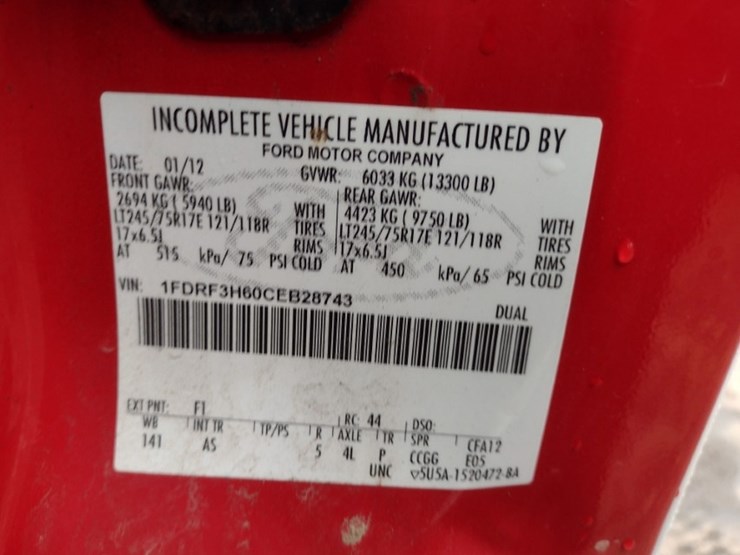 INCOMPLETE VEHICLE MANUFACTURED BY
FORD MOTOR COMPANY
DATE: 01/12 GVWR: 6033 KG (13300 LB)
FRONT GAWR: REAR GAWR:
2694 KG ( 5940 LB) WITH 4423 KG ( 9750 LB) WITH
LT245/75R17E 121/118R TIRES LT245/75R17E 121/118R TIRES
17x6.5J RIMS 17x6.5J RIMS
AT 515 kPa/ 75 PSI COLD AT 450 kPa/ 65 PSI COLD
VIN: 1FDRF3H60CEB28743 DUAL
EXT PNT: F1 RC: 44 DSO:
WB INT TR TP/PS R AXLE TR SPR CFA12
141 AS 5 4L P CCGG E05
UNC ▽5U5A-1520472-BA